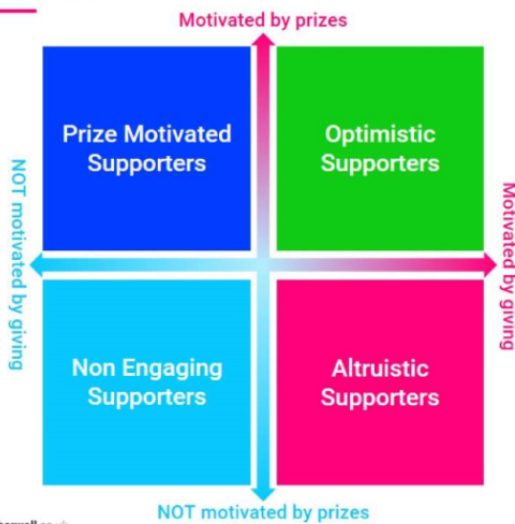 Motivated by prizes
Prize Motivated
Supporters
Optimistic
Supporters
NOT motivated by giving
Motivated by giving
Non Engaging
Supporters
Altruistic
Supporters
NOT motivated by prizes